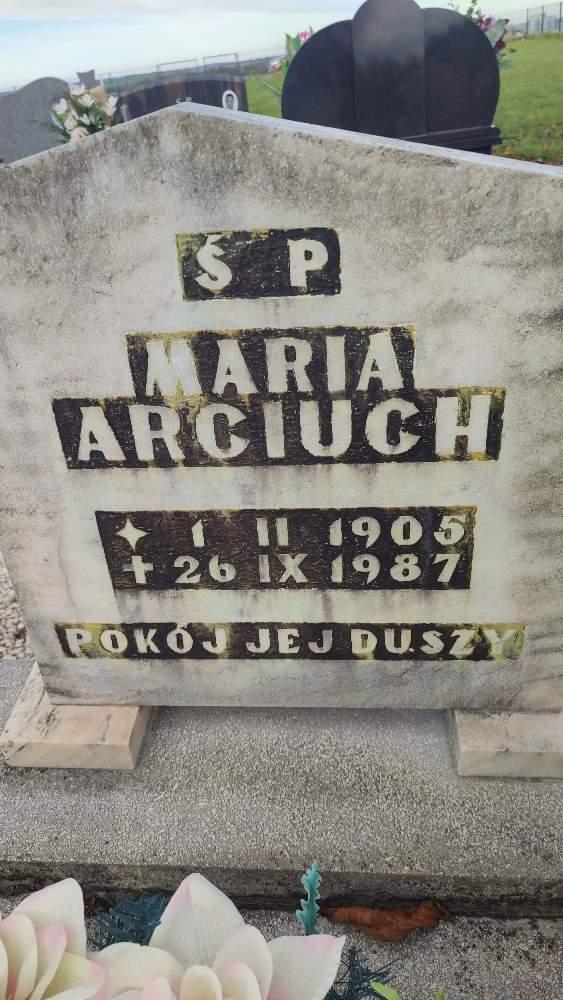 Ś P
MARIA
ARCIUCH
✦ 1 II 1905
✝ 26 IX 1987
POKÓJ JEJ DUSZY